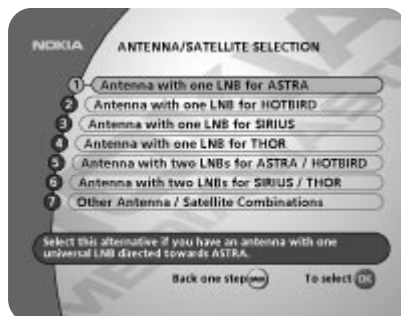 NOKIA
ANTENNA/SATELLITE SELECTION
1 Antenna with one LNB for ASTRA
2 Antenna with one LNB for HOTBIRD
3 Antenna with one LNB for SIRIUS
4 Antenna with one LNB for THOR
5 Antenna with two LNBs for ASTRA / HOTBIRD
6 Antenna with two LNBs for SIRIUS / THOR
7 Other Antenna / Satellite Combinations
Select this alternative if you have an antenna with one
universal LNB directed towards ASTRA.
Back one step To select OK